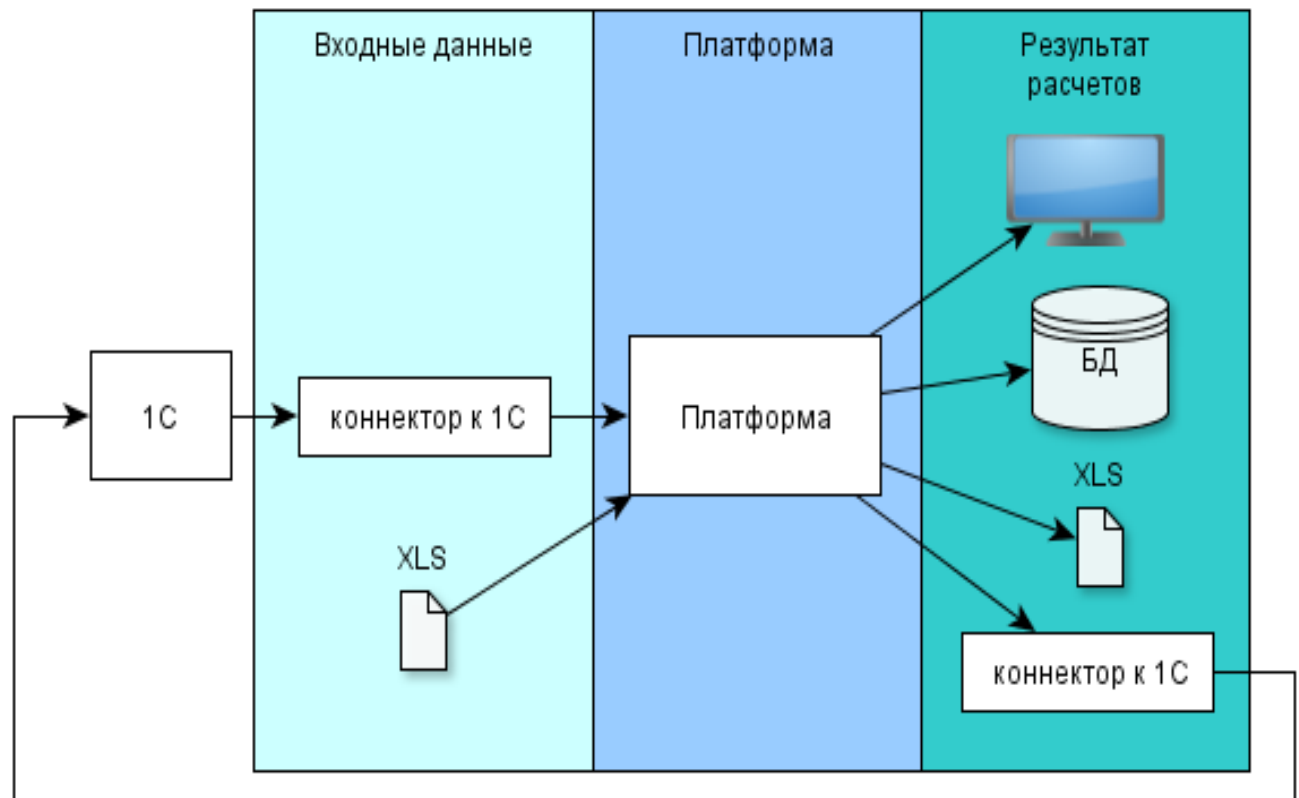 Входные данные
Платформа
Результат
расчетов
БД
1С
коннектор к 1С
Платформа
XLS
XLS
коннектор к 1С